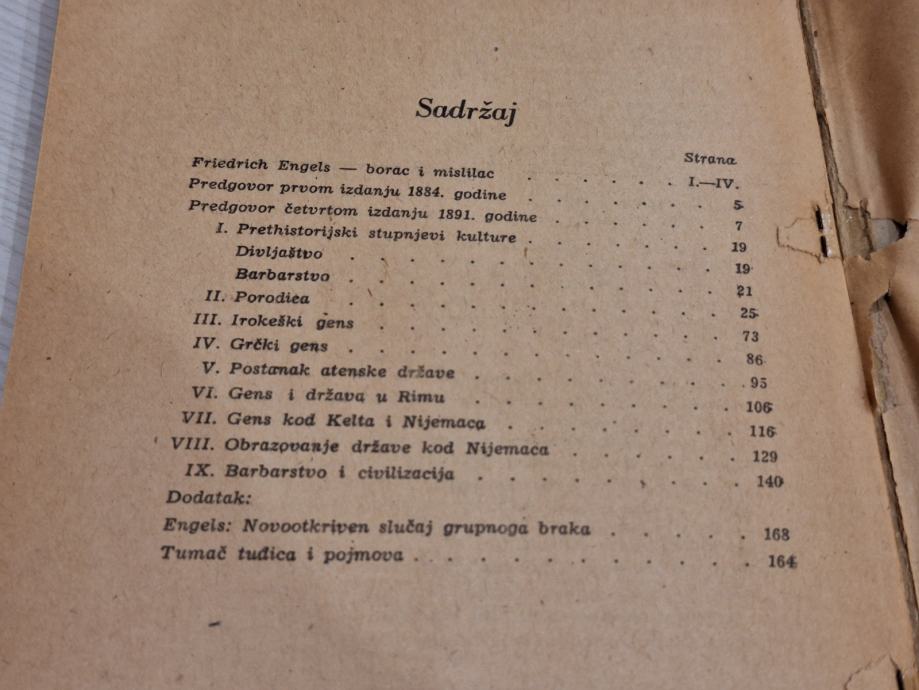 Sadržaj
Strana
Friedrich Engels — borac i mislilac . . . . . . I.—IV.
Predgovor prvom izdanju 1884. godine . . . . . . 5
Predgovor četvrtom izdanju 1891. godine . . . . . 7
I. Prethistorijski stupnjevi kulture . . . . . . 19
Divljaštvo . . . . . . . . . . . . 19
Barbarstvo . . . . . . . . . . . . 21
II. Porodica . . . . . . . . . . . . 25
III. Irokeški gens . . . . . . . . . . . 73
IV. Grčki gens . . . . . . . . . . . . 86
V. Postanak atenske države . . . . . . . . 95
VI. Gens i država u Rimu . . . . . . . . 106
VII. Gens kod Kelta i Nijemaca . . . . . . . 116
VIII. Obrazovanje države kod Nijemaca . . . . . 129
IX. Barbarstvo i civilizacija . . . . . . . . 140
Dodatak:
Engels: Novootkriven slučaj grupnoga braka . . . . . 168
Tumač tuđica i pojmova . . . . . . . . . . 164